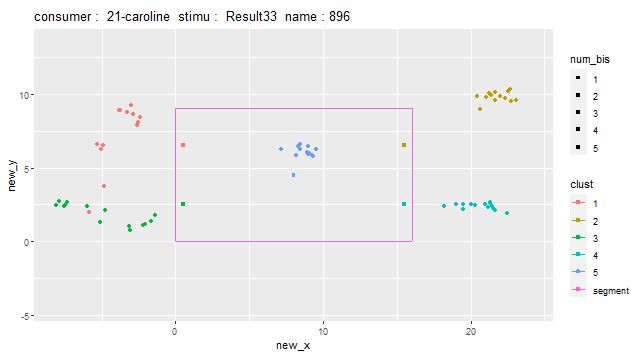 consumer : 21-caroline stimu : Result33 name : 896
10
5
0
-5
new_y
0
10
20
new_x
num_bis
1
2
3
4
5
clust
1
2
3
4
5
segment